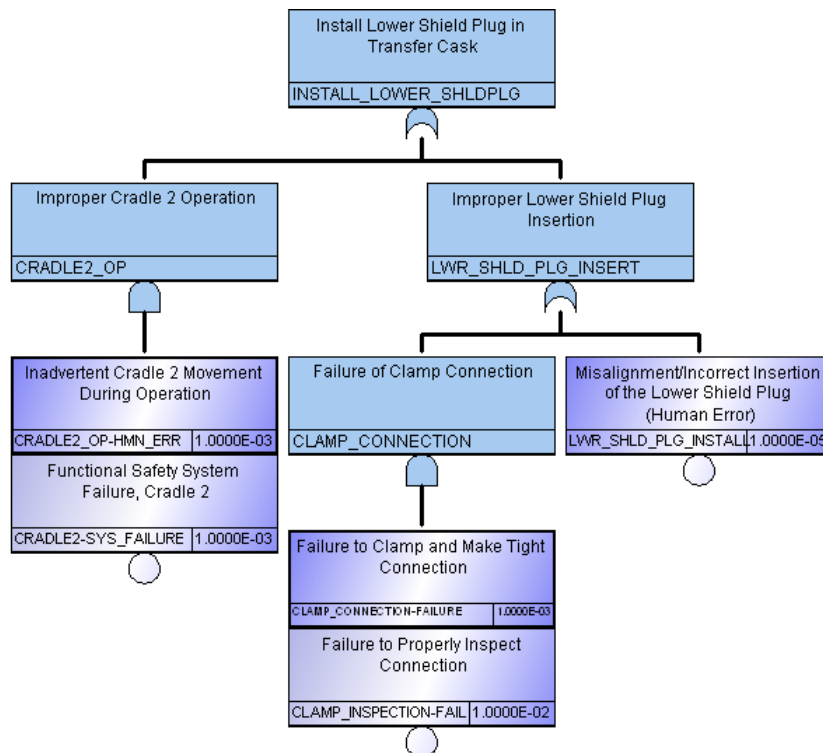 Install Lower Shield Plug in
Transfer Cask
INSTALL_LOWER_SHLDPLG
Improper Cradle 2 Operation
CRADLE2_OP
Improper Lower Shield Plug
Insertion
LWR_SHLD_PLG_INSERT
Inadvertent Cradle 2 Movement
During Operation
CRADLE2_OP-HMN_ERR 1.0000E-03
Functional Safety System
Failure, Cradle 2
CRADLE2-SYS_FAILURE 1.0000E-03
Failure of Clamp Connection
CLAMP_CONNECTION
Misalignment/Incorrect Insertion
of the Lower Shield Plug
(Human Error)
LWR_SHLD_PLG_INSTALL 1.0000E-05
Failure to Clamp and Make Tight
Connection
CLAMP_CONNECTION-FAILURE 1.0000E-03
Failure to Properly Inspect
Connection
CLAMP_INSPECTION-FAIL 1.0000E-02